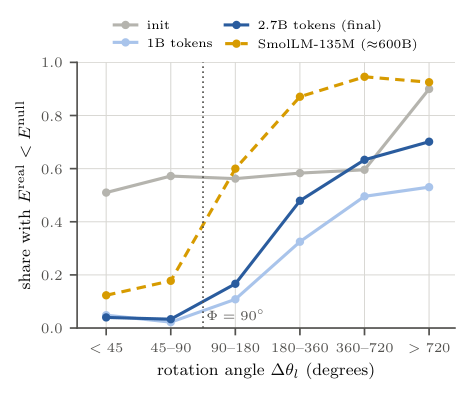 init
1B tokens
2.7B tokens (final)
SmolLM-135M (≈600B)
share with E^real < E^null
1.0
0.8
0.6
0.4
0.2
0.0
Φ = 90°
< 45
45–90
90–180
180–360
360–720
> 720
rotation angle Δθ_l (degrees)